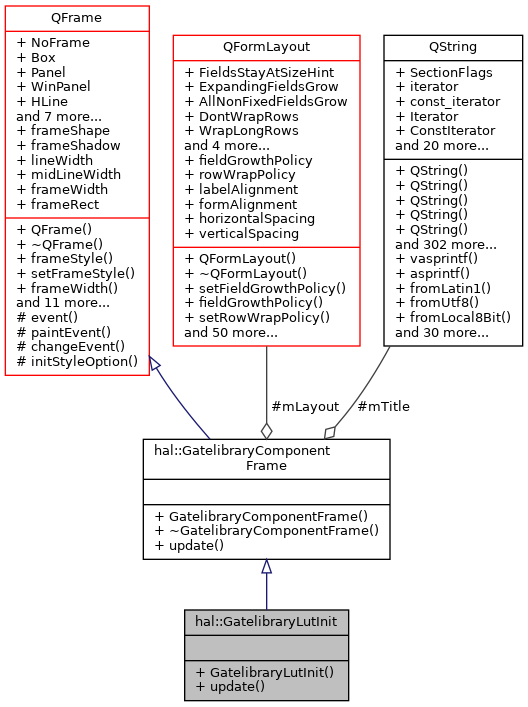 QFrame
+ NoFrame
+ Box
+ Panel
+ WinPanel
+ HLine
and 7 more...
+ frameShape
+ frameShadow
+ lineWidth
+ midLineWidth
+ frameWidth
+ frameRect
+ QFrame()
+ ~QFrame()
+ frameStyle()
+ setFrameStyle()
+ frameWidth()
and 11 more...
# event()
# paintEvent()
# changeEvent()
# initStyleOption()
QFormLayout
+ FieldsStayAtSizeHint
+ ExpandingFieldsGrow
+ AllNonFixedFieldsGrow
+ DontWrapRows
+ WrapLongRows
and 4 more...
+ fieldGrowthPolicy
+ rowWrapPolicy
+ labelAlignment
+ formAlignment
+ horizontalSpacing
+ verticalSpacing
+ QFormLayout()
+ ~QFormLayout()
+ setFieldGrowthPolicy()
+ fieldGrowthPolicy()
+ setRowWrapPolicy()
and 50 more...
QString
+ SectionFlags
+ iterator
+ const_iterator
+ Iterator
+ ConstIterator
and 20 more...
+ QString()
+ QString()
+ QString()
+ QString()
+ QString()
and 302 more...
+ vasprintf()
+ asprintf()
+ fromLatin1()
+ fromUtf8()
+ fromLocal8Bit()
and 30 more...
#mLayout
#mTitle
hal::GatelibraryComponent
Frame
+ GatelibraryComponentFrame()
+ ~GatelibraryComponentFrame()
+ update()
hal::GatelibraryLutInit
+ GatelibraryLutInit()
+ update()